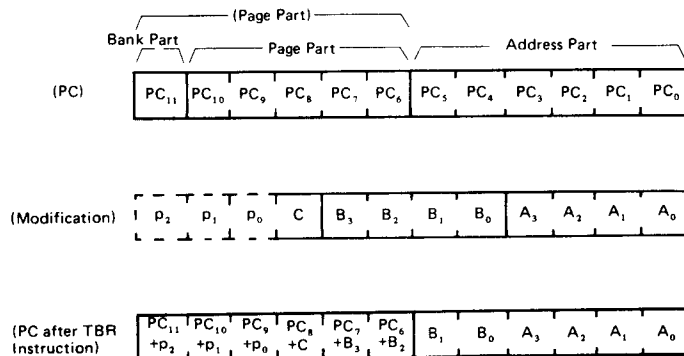 (Page Part)
Bank Part Page Part Address Part
(PC) PC₁₁ PC₁₀ PC₉ PC₈ PC₇ PC₆ PC₅ PC₄ PC₃ PC₂ PC₁ PC₀
(Modification) p₂ p₁ p₀ C B₃ B₂ B₁ B₀ A₃ A₂ A₁ A₀
(PC after TBR Instruction) PC₁₁+p₂ PC₁₀+p₁ PC₉+p₀ PC₈+C PC₇+B₃ PC₆+B₂ B₁ B₀ A₃ A₂ A₁ A₀